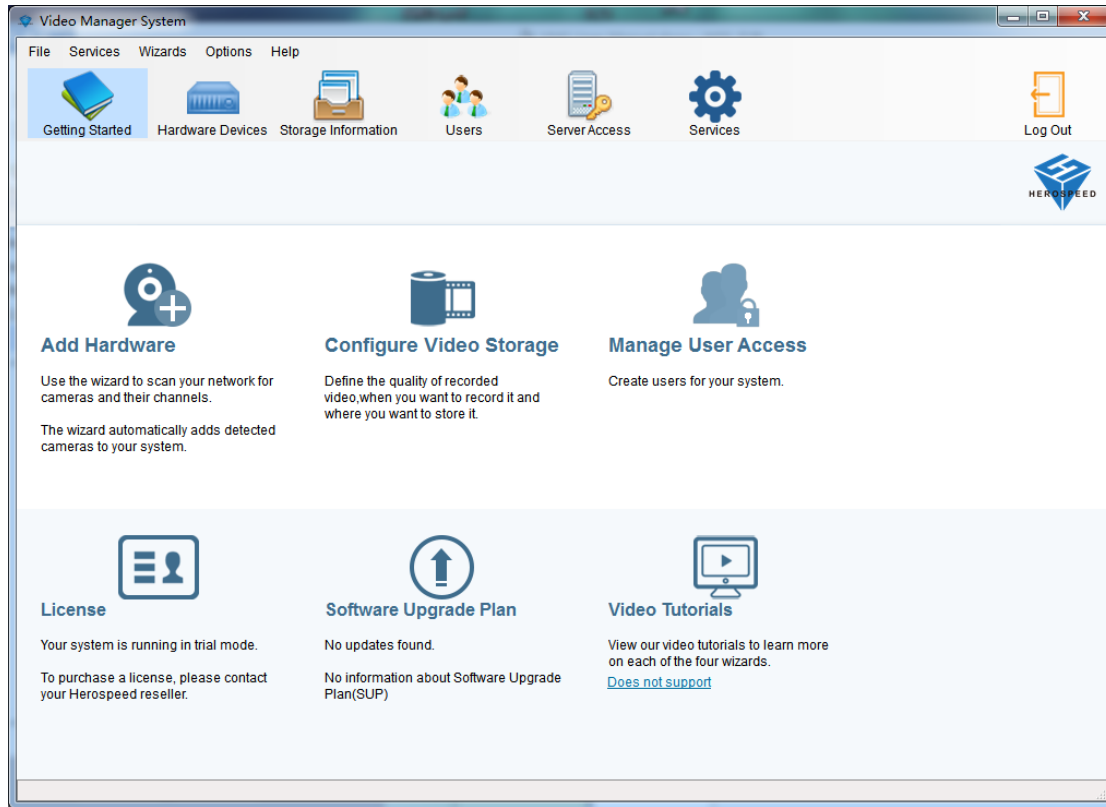 Video Manager System
File Services Wizards Options Help
Getting Started Hardware Devices Storage Information Users Server Access Services Log Out
HEROSPEED
Add Hardware
Use the wizard to scan your network for
cameras and their channels.
The wizard automatically adds detected
cameras to your system.
Configure Video Storage
Define the quality of recorded
video,when you want to record it and
where you want to store it.
Manage User Access
Create users for your system.
License
Your system is running in trial mode.
To purchase a license, please contact
your Herospeed reseller.
Software Upgrade Plan
No updates found.
No information about Software Upgrade
Plan(SUP)
Video Tutorials
View our video tutorials to learn more
on each of the four wizards.
Does not support